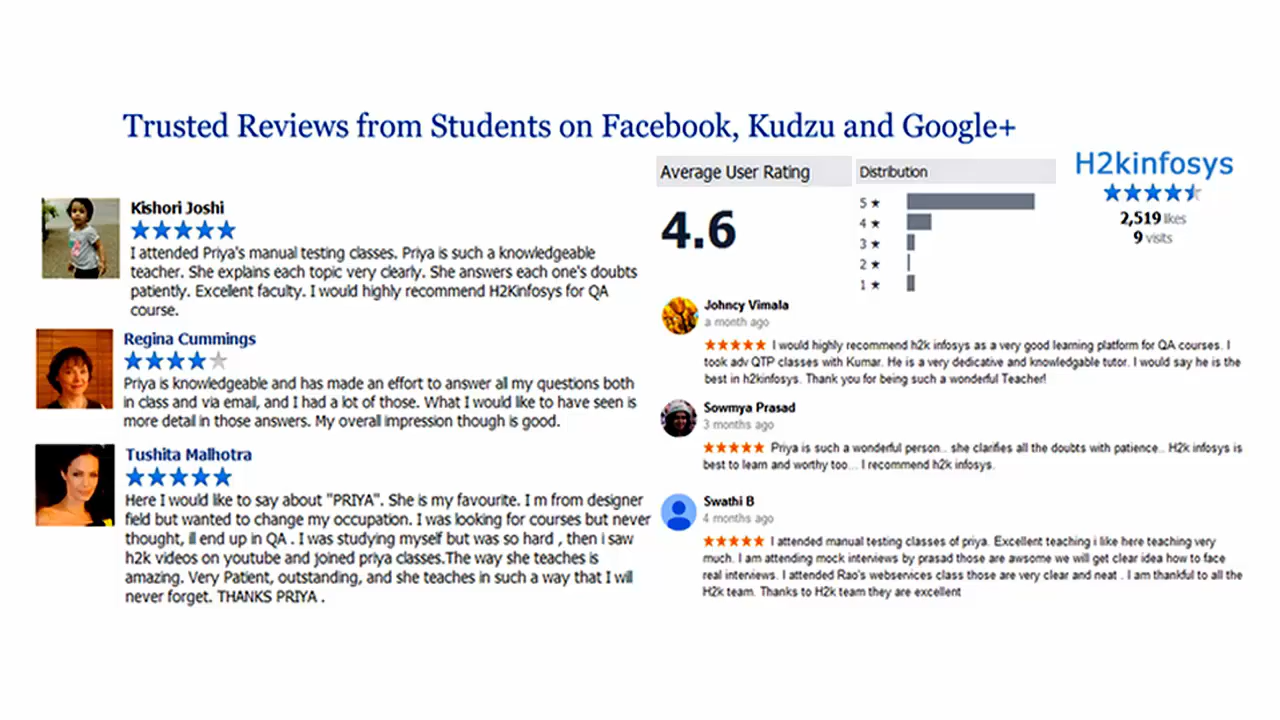 Trusted Reviews from Students on Facebook, Kudzu and Google+
Kishori Joshi
I attended Priya's manual testing classes. Priya is such a knowledgeable
teacher. She explains each topic very clearly. She answers each one's doubts
patiently. Excellent faculty. I would highly recommend H2Kinfosys for QA
course.
Regina Cummings
Priya is knowledgeable and has made an effort to answer all my questions both
in class and via email, and I had a lot of those. What I would like to have seen is
more detail in those answers. My overall impression though is good.
Tushita Malhotra
Here I would like to say about "PRIYA". She is my favourite. I m from designer
field but wanted to change my occupation. I was looking for courses but never
thought, ill end up in QA . I was studying myself but was so hard , then i saw
h2k videos on youtube and joined priya classes.The way she teaches is
amazing. Very Patient, outstanding, and she teaches in such a way that I will
never forget. THANKS PRIYA .
Average User Rating
4.6
Distribution
5 ★
4 ★
3 ★
2 ★
1 ★
H2kinfosys
2,519 likes
9 visits
Johncy Vimala
a month ago
I would highly recommend h2k infosys as a very good learning platform for QA courses. I
took adv QTP classes with Kumar. He is a very dedicative and knowledgable tutor. I would say he is the
best in h2kinfosys. Thank you for being such a wonderful Teacher!
Sowmya Prasad
3 months ago
Priya is such a wonderful person.. she clarifies all the doubts with patience.. H2k infosys is
best to learn and worthy too... I recommend h2k infosys.
Swathi B
4 months ago
I attended manual testing classes of priya. Excellent teaching i like here teaching very
much. I am attending mock interviews by prasad those are awsome we will get clear idea how to face
real interviews. I attended Rao's webservices class those are very clear and neat . I am thankful to all the
H2k team. Thanks to H2k team they are excellent